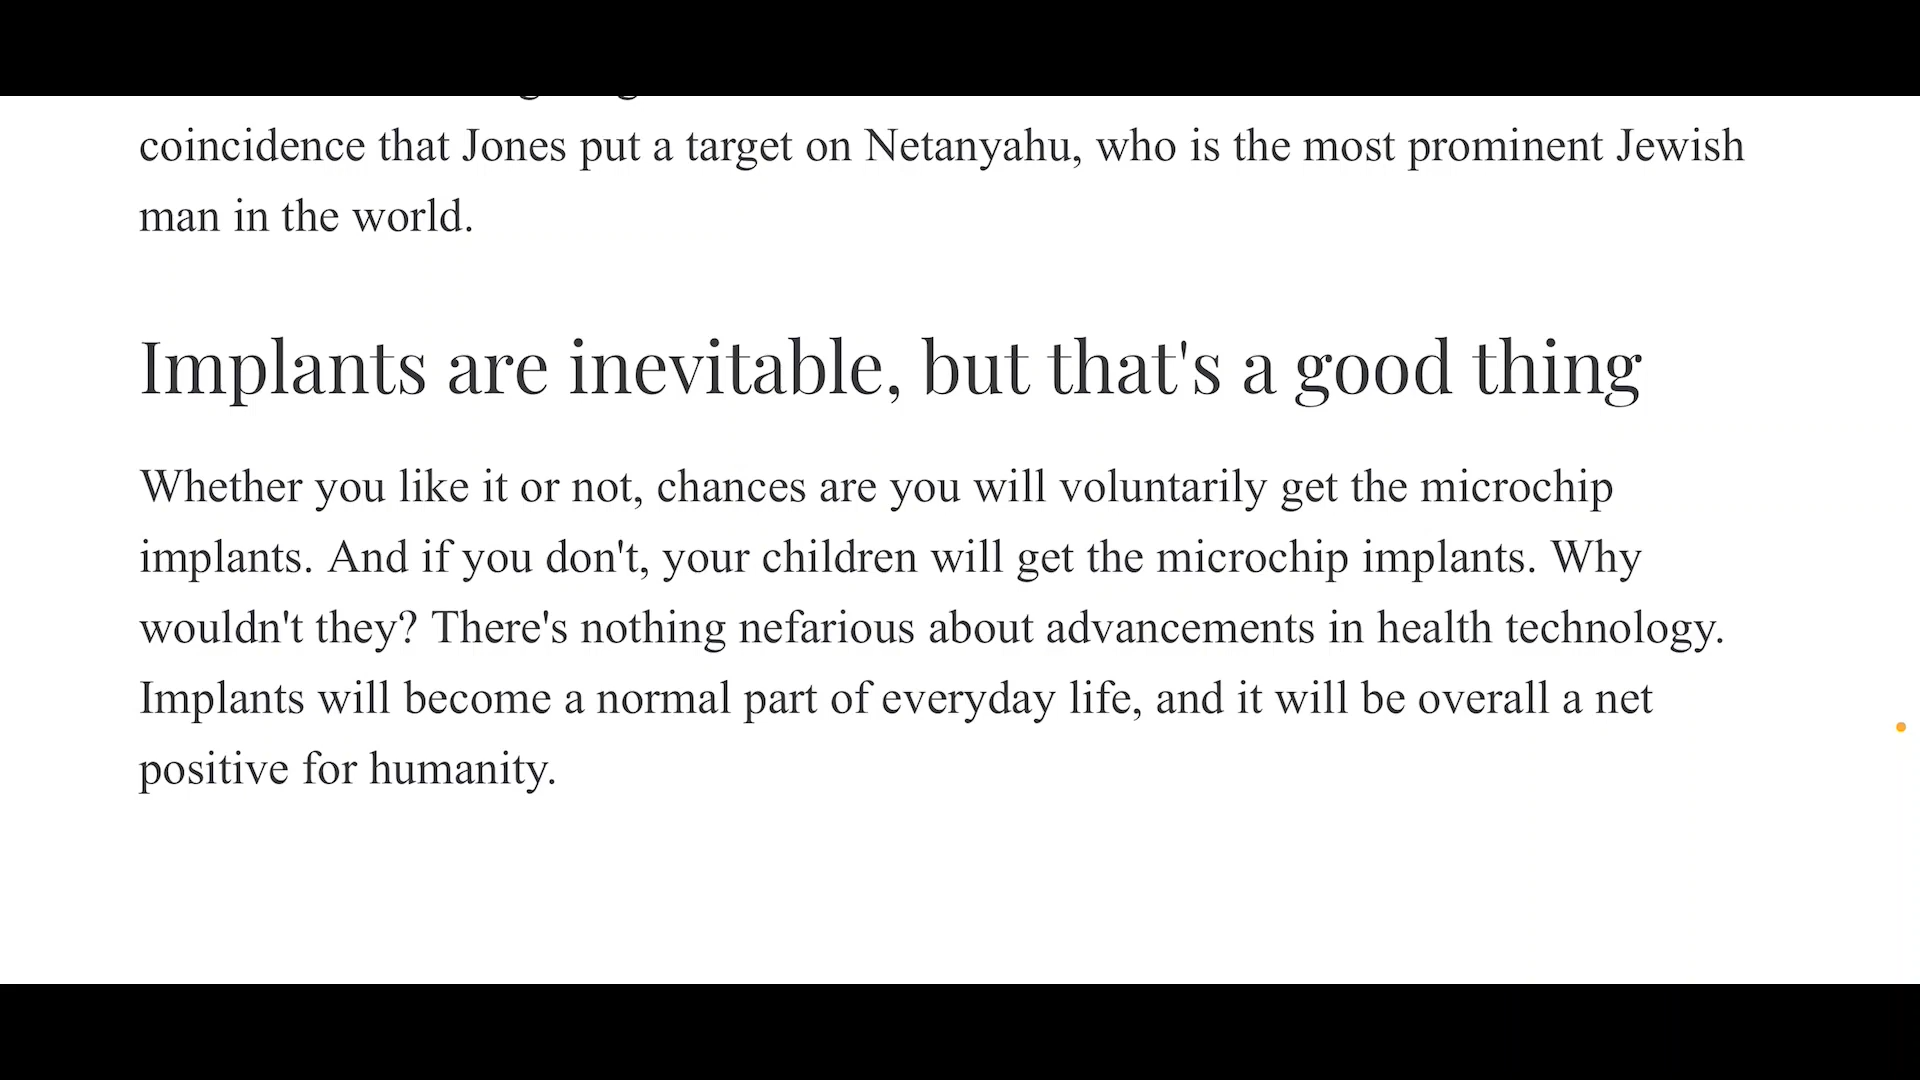 coincidence that Jones put a target on Netanyahu, who is the most prominent Jewish
man in the world.
Implants are inevitable, but that's a good thing
Whether you like it or not, chances are you will voluntarily get the microchip
implants. And if you don't, your children will get the microchip implants. Why
wouldn't they? There's nothing nefarious about advancements in health technology.
Implants will become a normal part of everyday life, and it will be overall a net
positive for humanity.